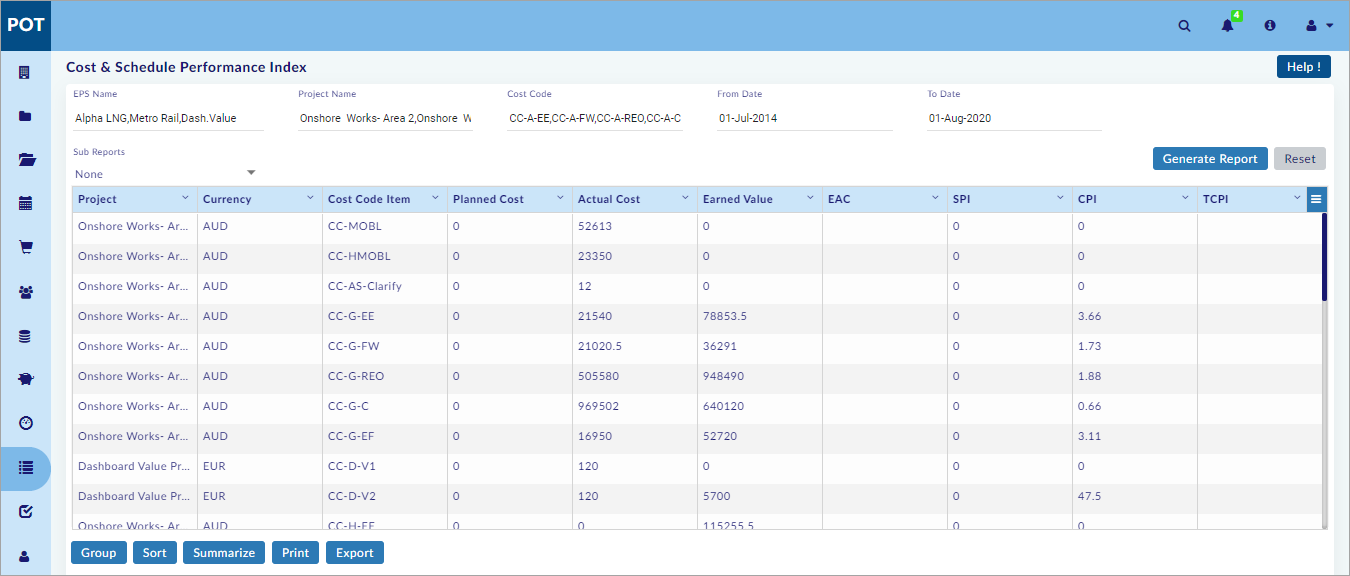 POT
4
Cost & Schedule Performance Index
Help !
EPS Name Project Name Cost Code From Date To Date
Alpha LNG,Metro Rail,Dash.Value Onshore Works- Area 2,Onshore W CC-A-EE,CC-A-FW,CC-A-REO,CC-A-C 01-Jul-2014 01-Aug-2020
Sub Reports
None
Generate Report Reset
Project Currency Cost Code Item Planned Cost Actual Cost Earned Value EAC SPI CPI TCPI
Onshore Works- Ar... AUD CC-MOBL 0 52613 0 0 0
Onshore Works- Ar... AUD CC-HMOBL 0 23350 0 0 0
Onshore Works- Ar... AUD CC-AS-Clarify 0 12 0 0 0
Onshore Works- Ar... AUD CC-G-EE 0 21540 78853.5 0 3.66
Onshore Works- Ar... AUD CC-G-FW 0 21020.5 36291 0 1.73
Onshore Works- Ar... AUD CC-G-REO 0 505580 948490 0 1.88
Onshore Works- Ar... AUD CC-G-C 0 969502 640120 0 0.66
Onshore Works- Ar... AUD CC-G-EF 0 16950 52720 0 3.11
Dashboard Value Pr... EUR CC-D-V1 0 120 0 0 0
Dashboard Value Pr... EUR CC-D-V2 0 120 5700 0 47.5
Onshore Works- Ar... AUD CC-H-EE 0 0 115255.5 0 0
Group Sort Summarize Print Export